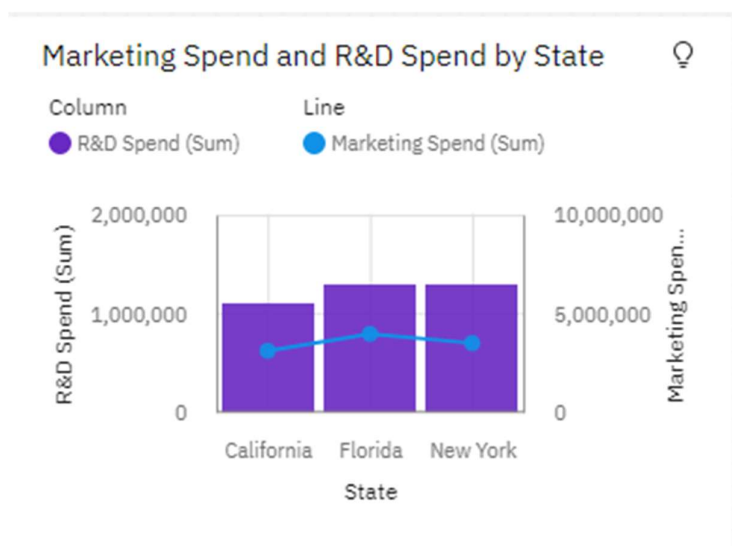 Marketing Spend and R&D Spend by State
Column
Line
R&D Spend (Sum)
Marketing Spend (Sum)
R&D Spend (Sum)
2,000,000
1,000,000
0
10,000,000
5,000,000
0
Marketing Spen...
California Florida New York
State